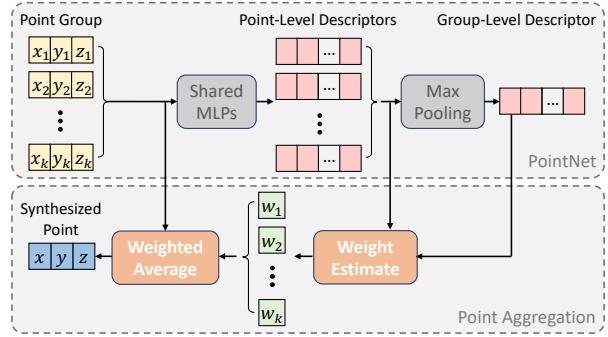 Point Group
Point-Level Descriptors
Group-Level Descriptor
x₁ y₁ z₁
x₂ y₂ z₂
⋮
xₖ yₖ zₖ
Shared
MLPs
...
...
⋮
...
Max
Pooling
...
PointNet
Synthesized
Point
x y z
Weighted
Average
w₁
w₂
⋮
wₖ
Weight
Estimate
Point Aggregation